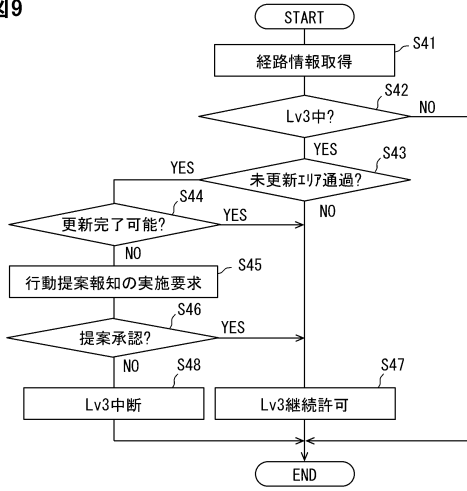 図9
START
S41
経路情報取得
S42
Lv3中?
NO
YES
S43
未更新エリア通過?
YES
NO
S44
更新完了可能?
YES
NO
S45
行動提案報知の実施要求
S46
提案承認?
YES
NO
S48
Lv3中断
S47
Lv3継続許可
END